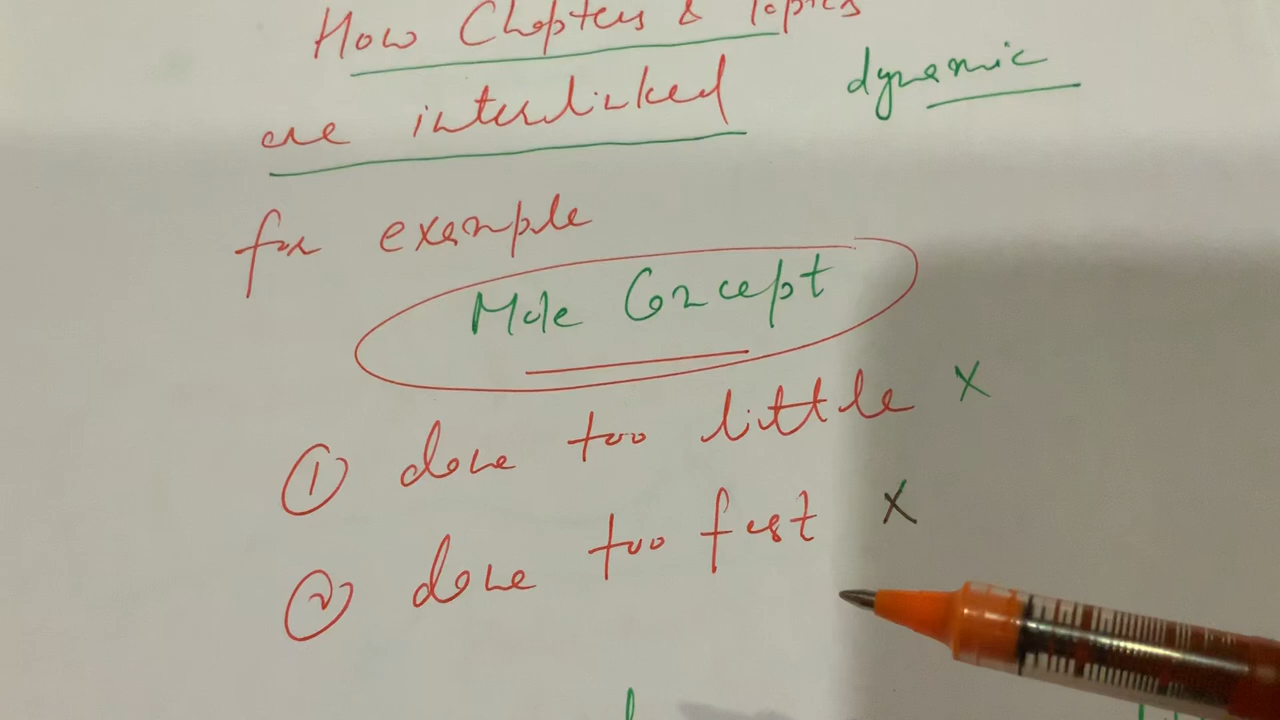 How Chapters & Topics
are interlinked
dynamic
for example
Mole Concept
① done too little ×
② done too fast ×